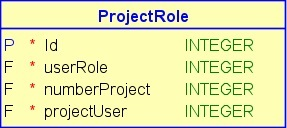 ProjectRole
P * Id INTEGER
F * userRole INTEGER
F * numberProject INTEGER
F * projectUser INTEGER